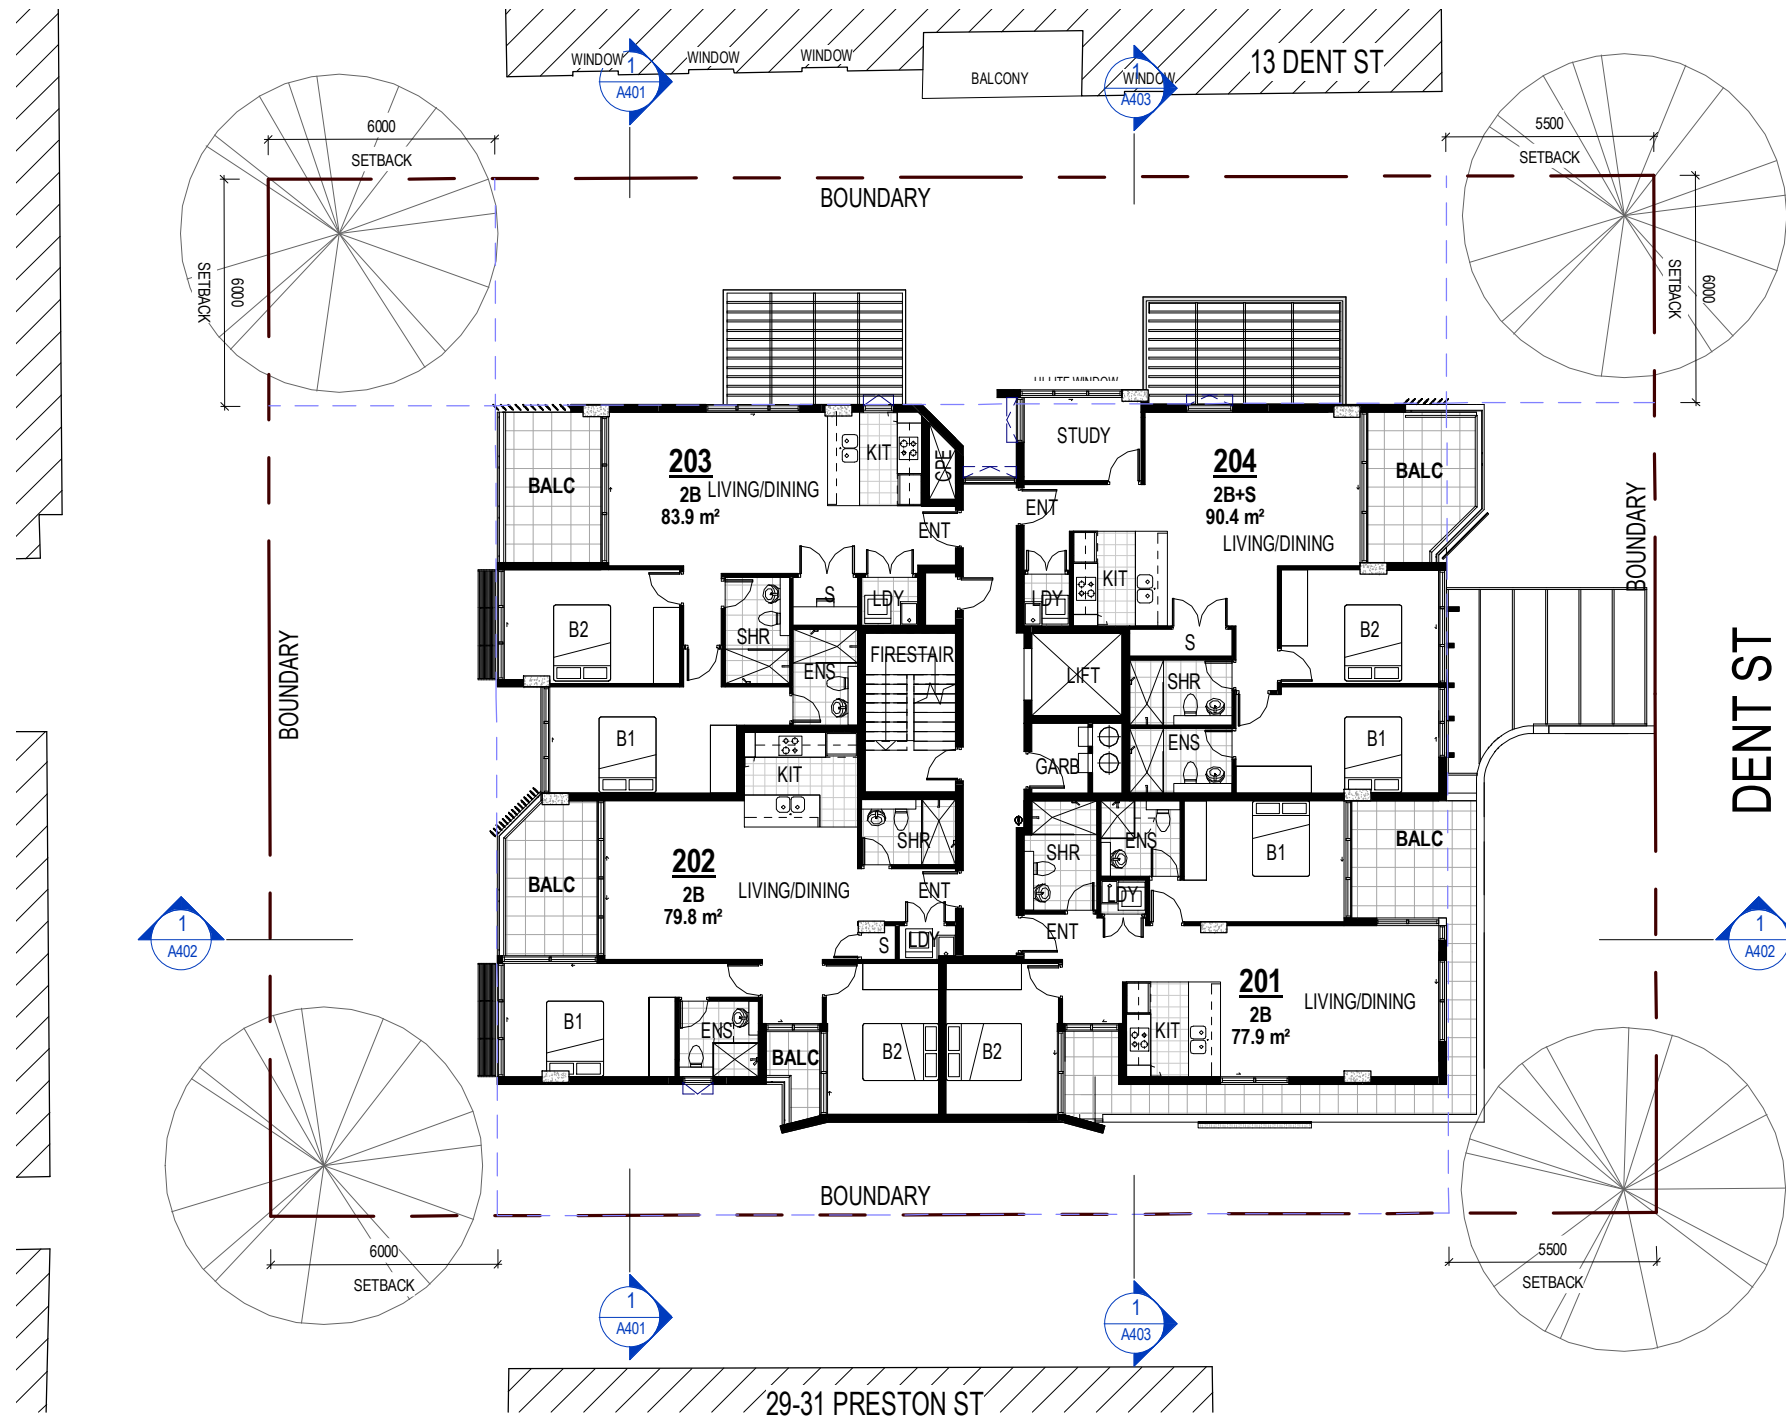 13 DENT ST
WINDOW
WINDOW
WINDOW
BALCONY
WINDOW
1
A401
1
A403
6000
SETBACK
5500
SETBACK
BOUNDARY
SETBACK
6000
SETBACK
6000
203
2B
83.9 m²
LIVING/DINING
KIT
BALC
ENT
STUDY
204
2B+S
90.4 m²
LIVING/DINING
BALC
ENT
KIT
BOUNDARY
B2
SHR
S
LDY
ENS
FIRESTAIR
LDY
LIFT
S
SHR
B2
BOUNDARY
B1
KIT
GARB
ENS
B1
DENT ST
202
2B
79.8 m²
LIVING/DINING
BALC
SHR
ENT
SHR
ENS
LDY
B1
BALC
S
LDY
ENT
1
A402
1
A402
B1
ENS
BALC
B2
B2
KIT
201
2B
77.9 m²
LIVING/DINING
BOUNDARY
6000
SETBACK
5500
SETBACK
1
A401
1
A403
29-31 PRESTON ST